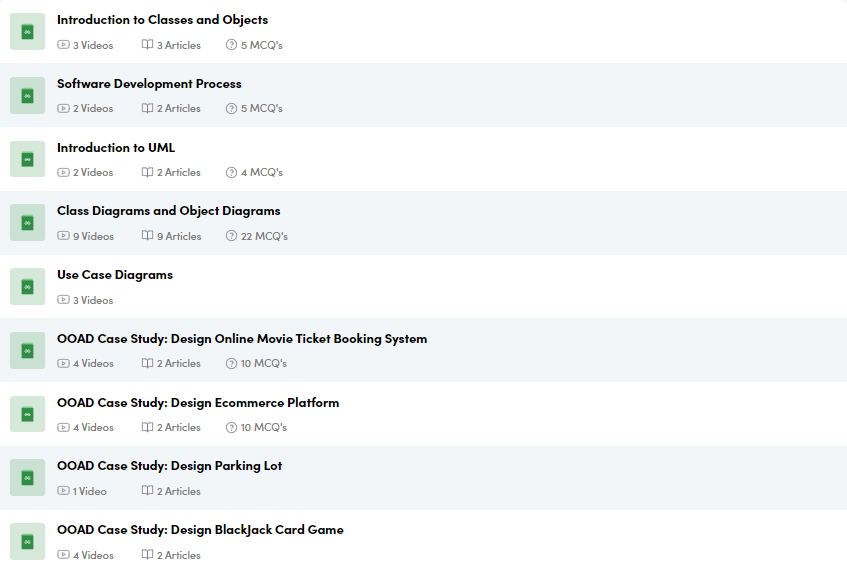 Introduction to Classes and Objects
3 Videos 3 Articles 5 MCQ's
Software Development Process
2 Videos 2 Articles 5 MCQ's
Introduction to UML
2 Videos 2 Articles 4 MCQ's
Class Diagrams and Object Diagrams
9 Videos 9 Articles 22 MCQ's
Use Case Diagrams
3 Videos
OOAD Case Study: Design Online Movie Ticket Booking System
4 Videos 2 Articles 10 MCQ's
OOAD Case Study: Design Ecommerce Platform
4 Videos 2 Articles 10 MCQ's
OOAD Case Study: Design Parking Lot
1 Video 2 Articles
OOAD Case Study: Design BlackJack Card Game
4 Videos 2 Articles